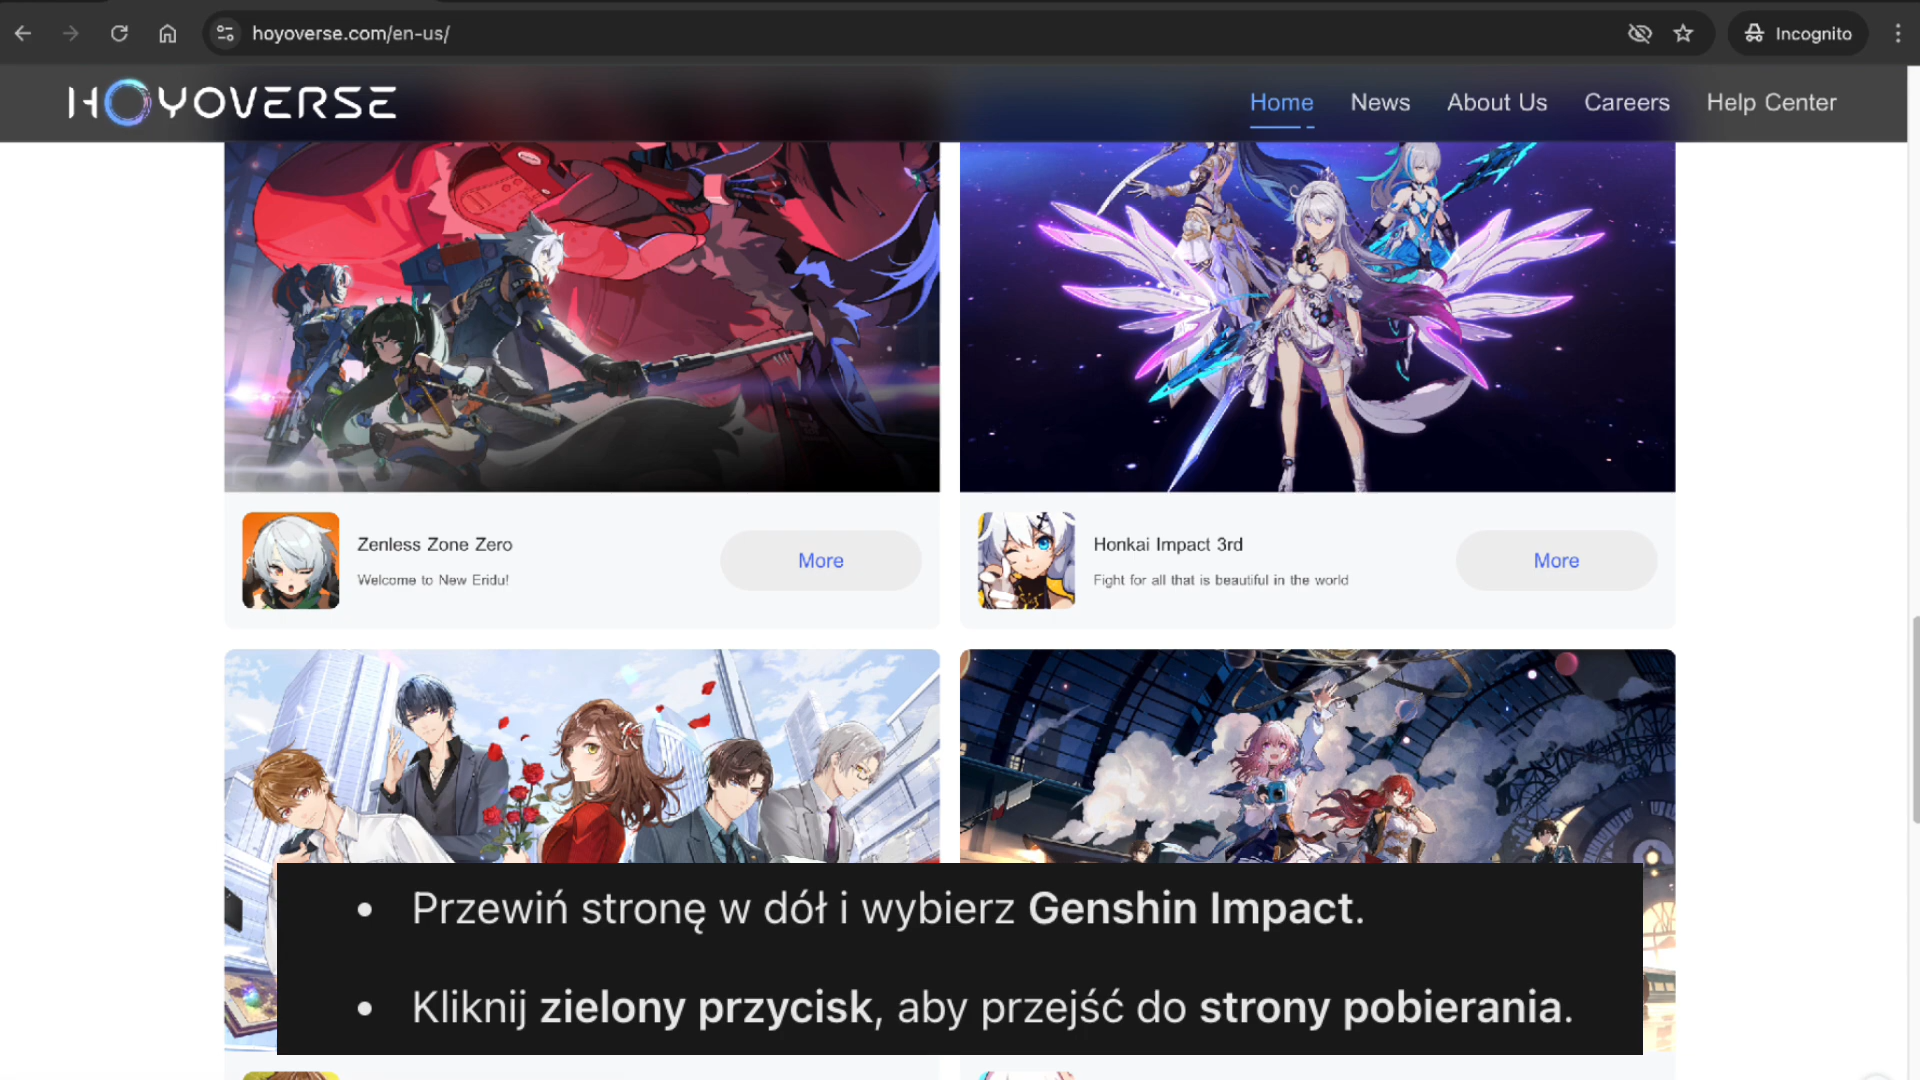 hoyoverse.com/en-us/
Incognito
HOYOVERSE
Home News About Us Careers Help Center
Zenless Zone Zero
Welcome to New Eridu!
More
Honkai Impact 3rd
Fight for all that is beautiful in the world
More
• Przewiń stronę w dół i wybierz Genshin Impact.
• Kliknij zielony przycisk, aby przejść do strony pobierania.